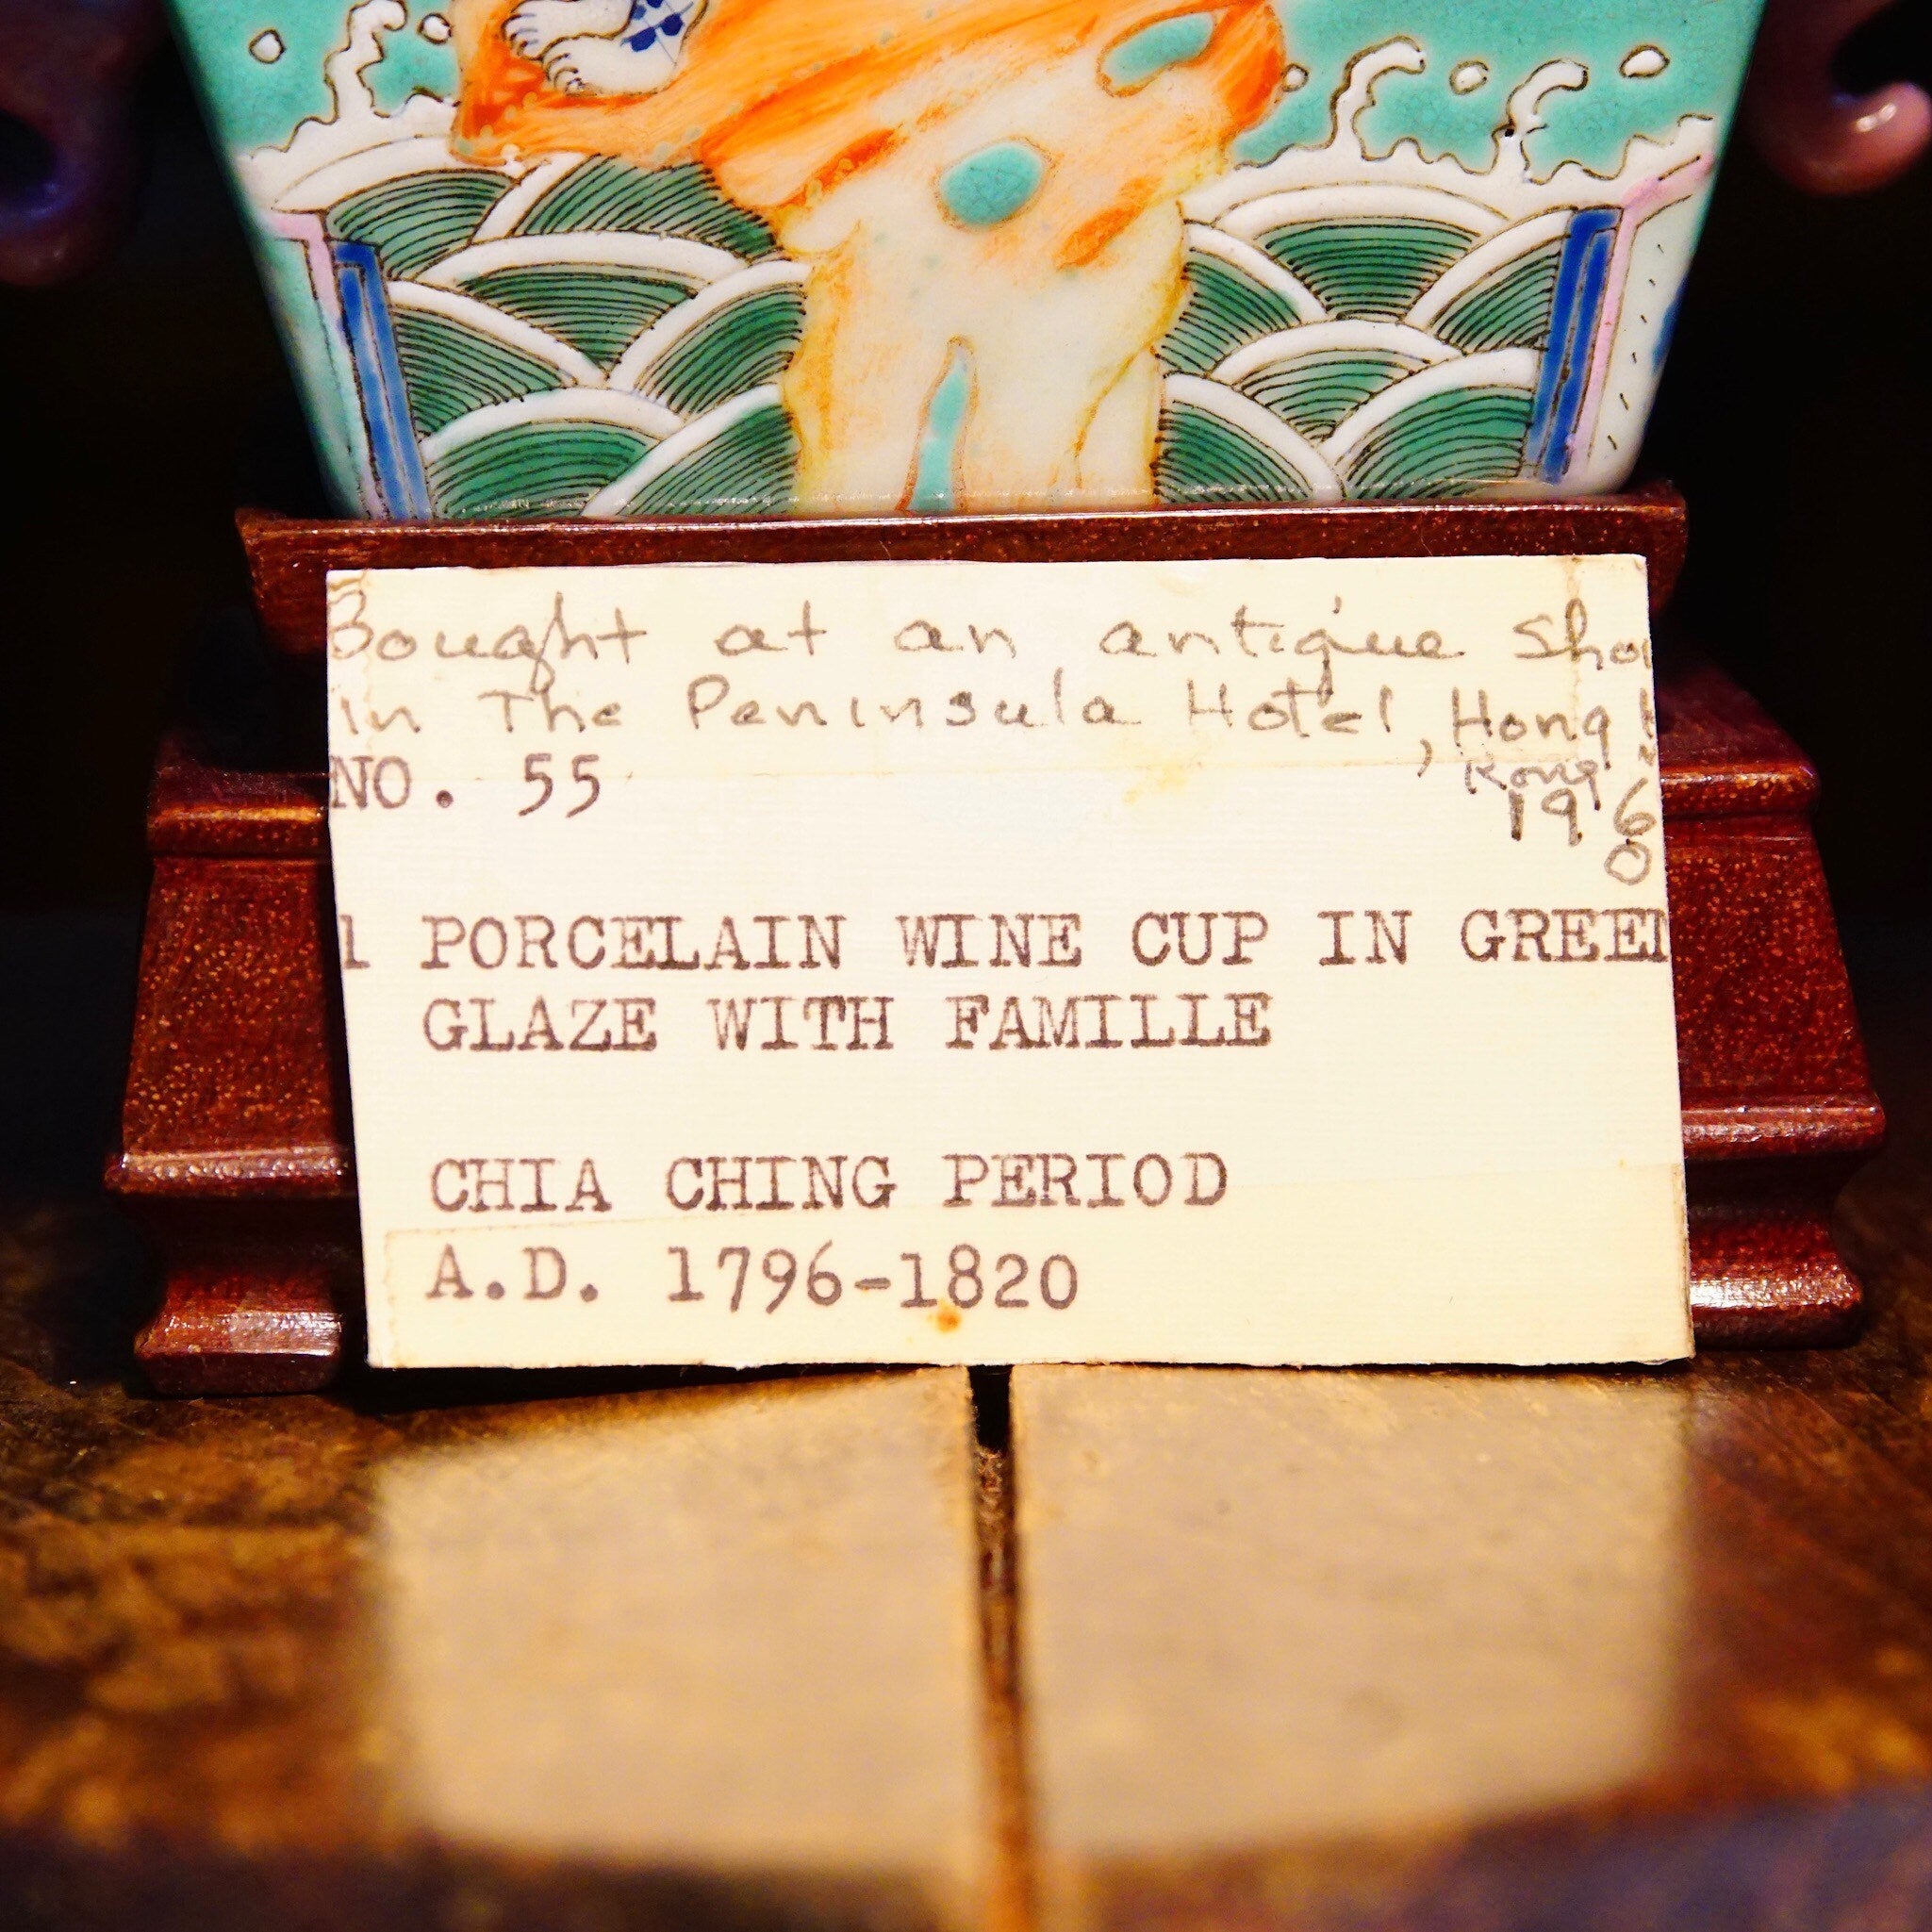 Bought at an antique Sho
in The Peninsula Hotel, Hong K
Kong
NO. 55
196
0
1 PORCELAIN WINE CUP IN GREEN
GLAZE WITH FAMILLE
CHIA CHING PERIOD
A.D. 1796-1820